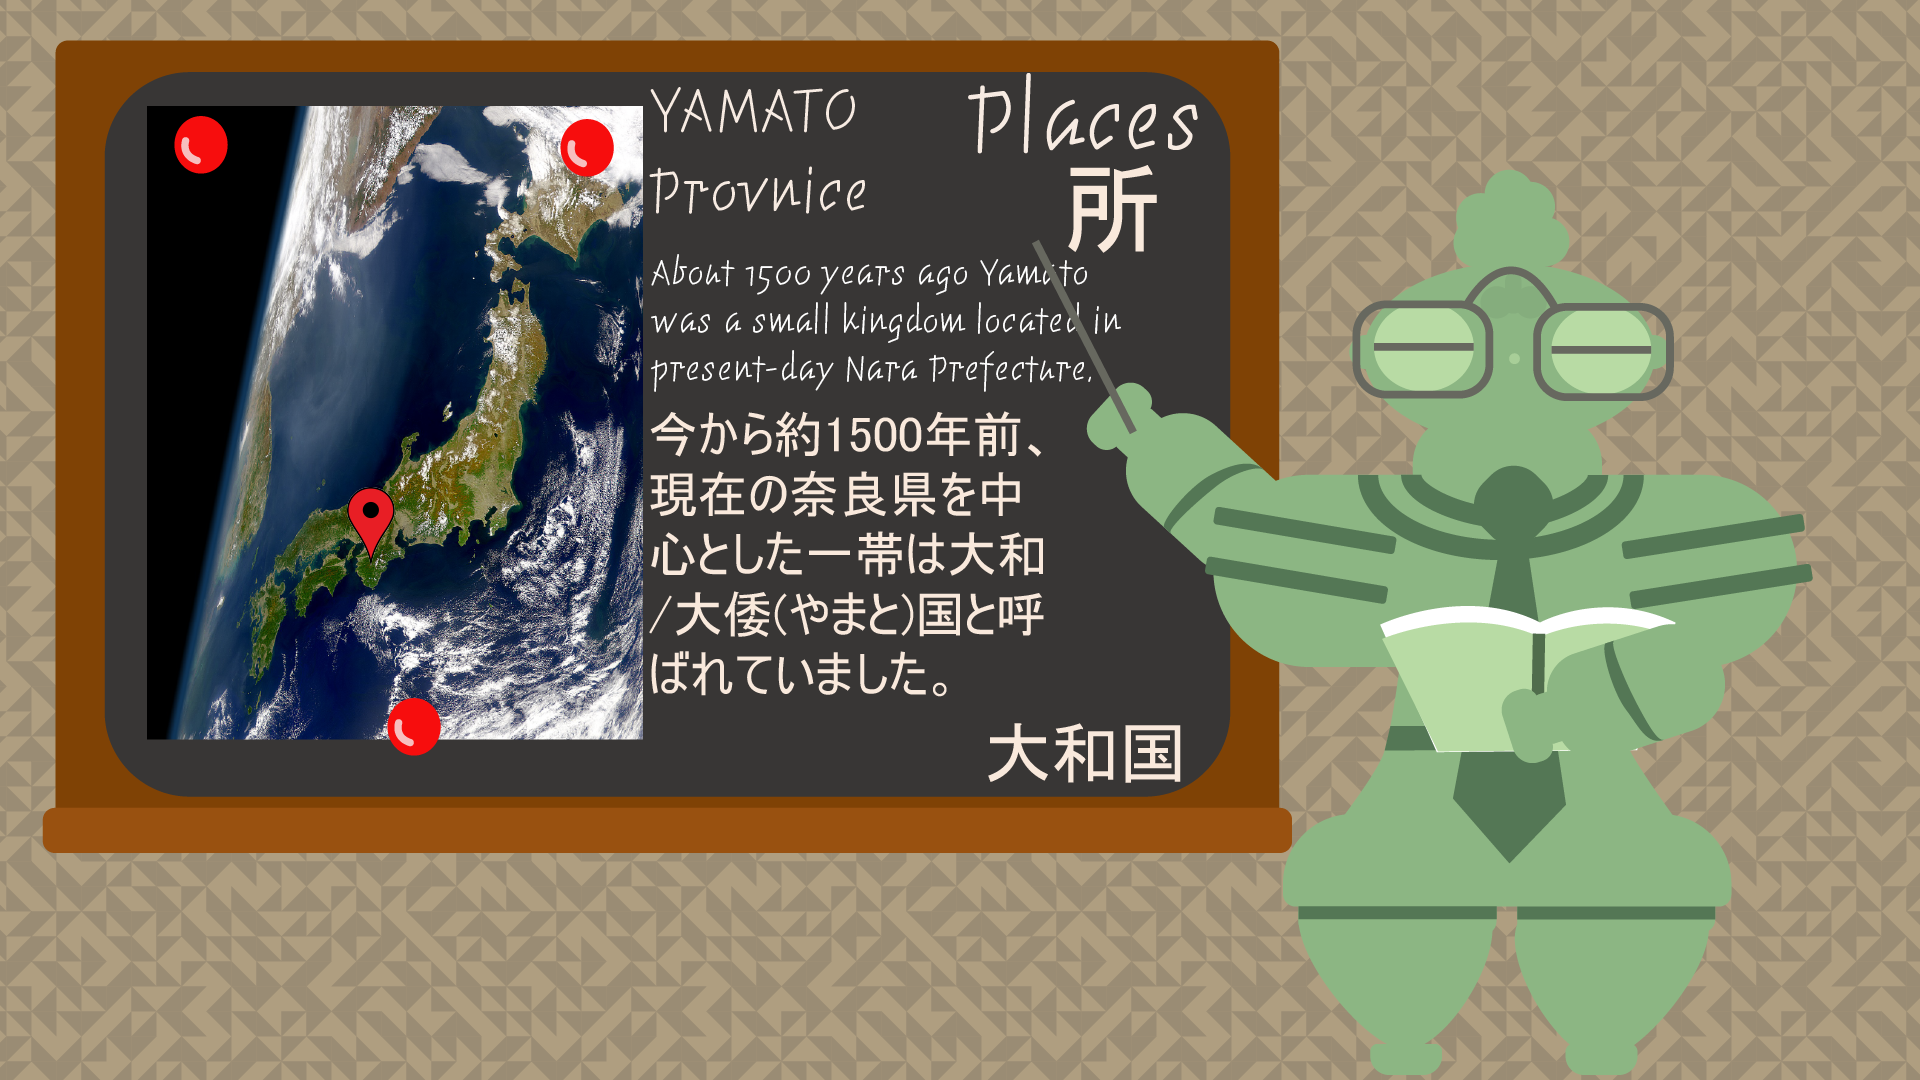 YAMATO
Provnice
Places
所
About 1500 years ago Yamato
was a small kingdom located in
present-day Nara Prefecture.
今から約1500年前、
現在の奈良県を中
心とした一帯は大和
/大倭(やまと)国と呼
ばれていました。
大和国